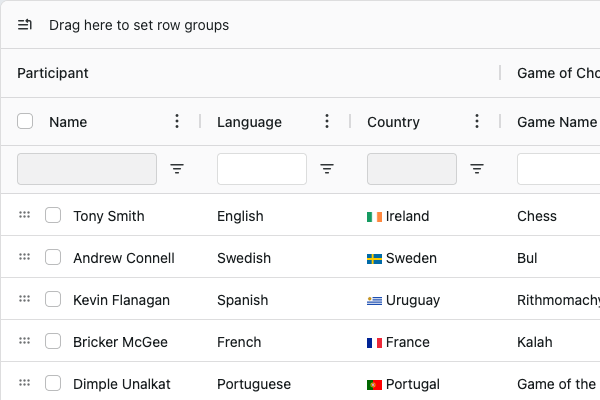 Drag here to set row groups
Participant Game of Cho
Name Language Country Game Name
Tony Smith English Ireland Chess
Andrew Connell Swedish Sweden Bul
Kevin Flanagan Spanish Uruguay Rithmomachy
Bricker McGee French France Kalah
Dimple Unalkat Portuguese Portugal Game of the